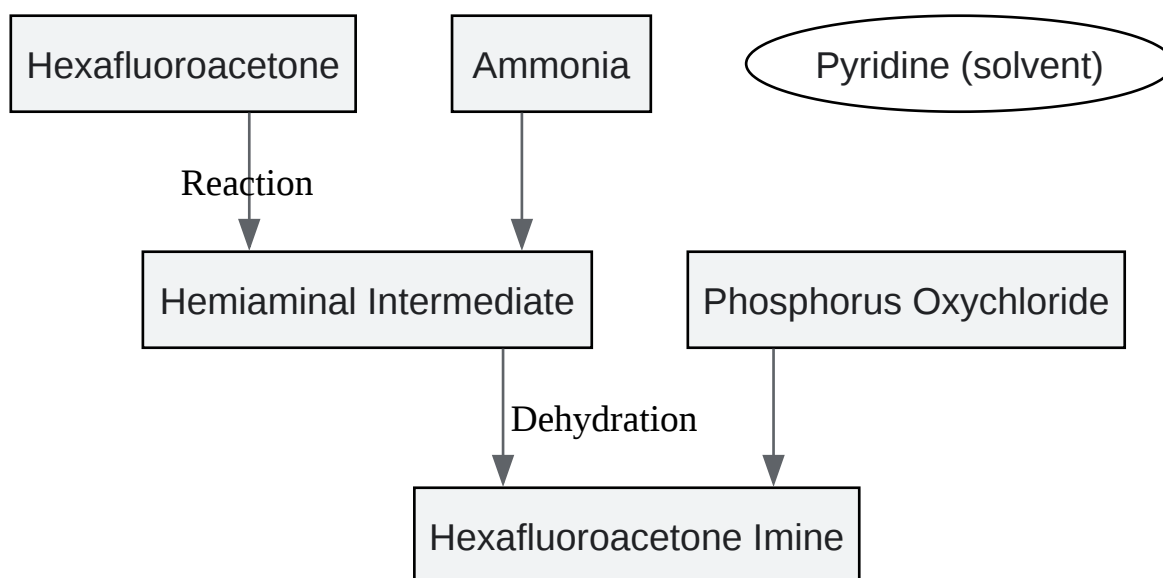 Hexafluoroacetone
Ammonia
Pyridine (solvent)
Reaction
Hemiaminal Intermediate
Phosphorus Oxychloride
Dehydration
Hexafluoroacetone Imine